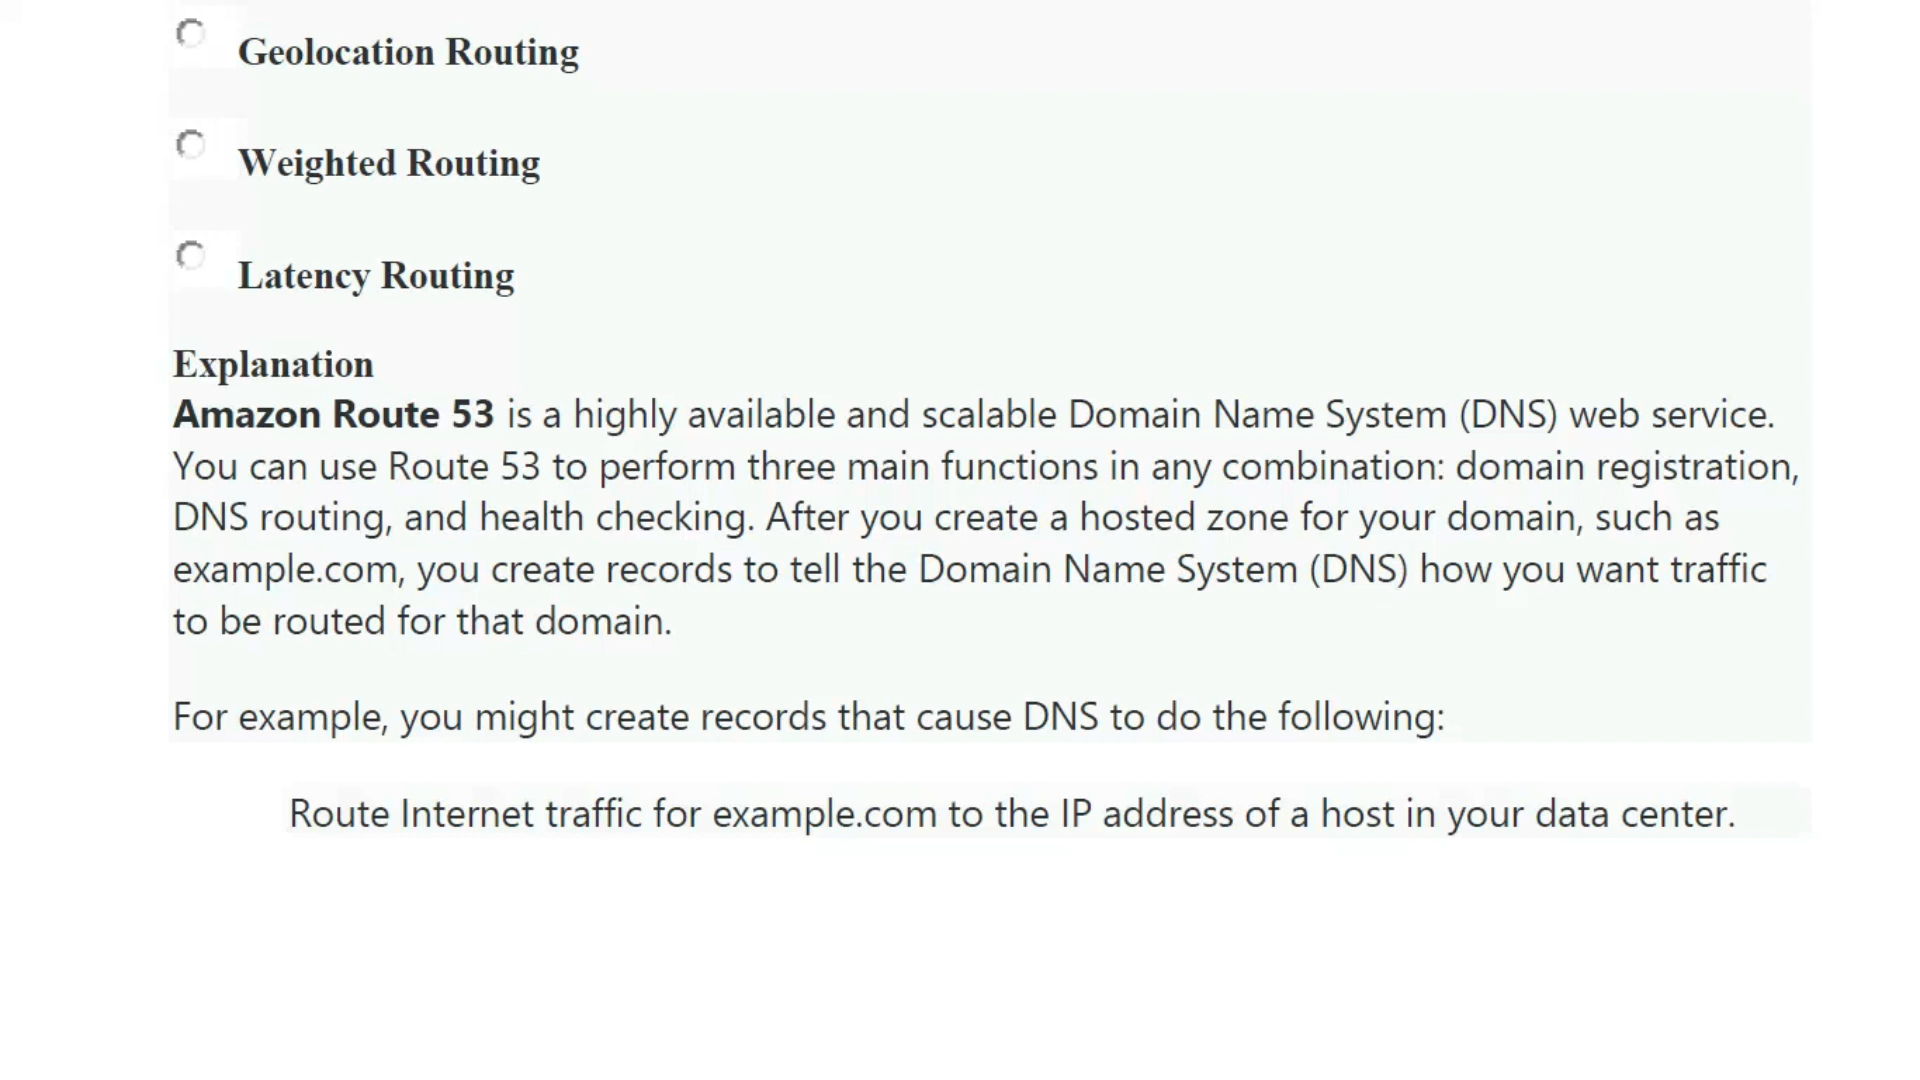 Geolocation Routing
Weighted Routing
Latency Routing
Explanation
Amazon Route 53 is a highly available and scalable Domain Name System (DNS) web service.
You can use Route 53 to perform three main functions in any combination: domain registration,
DNS routing, and health checking. After you create a hosted zone for your domain, such as
example.com, you create records to tell the Domain Name System (DNS) how you want traffic
to be routed for that domain.
For example, you might create records that cause DNS to do the following:
Route Internet traffic for example.com to the IP address of a host in your data center.